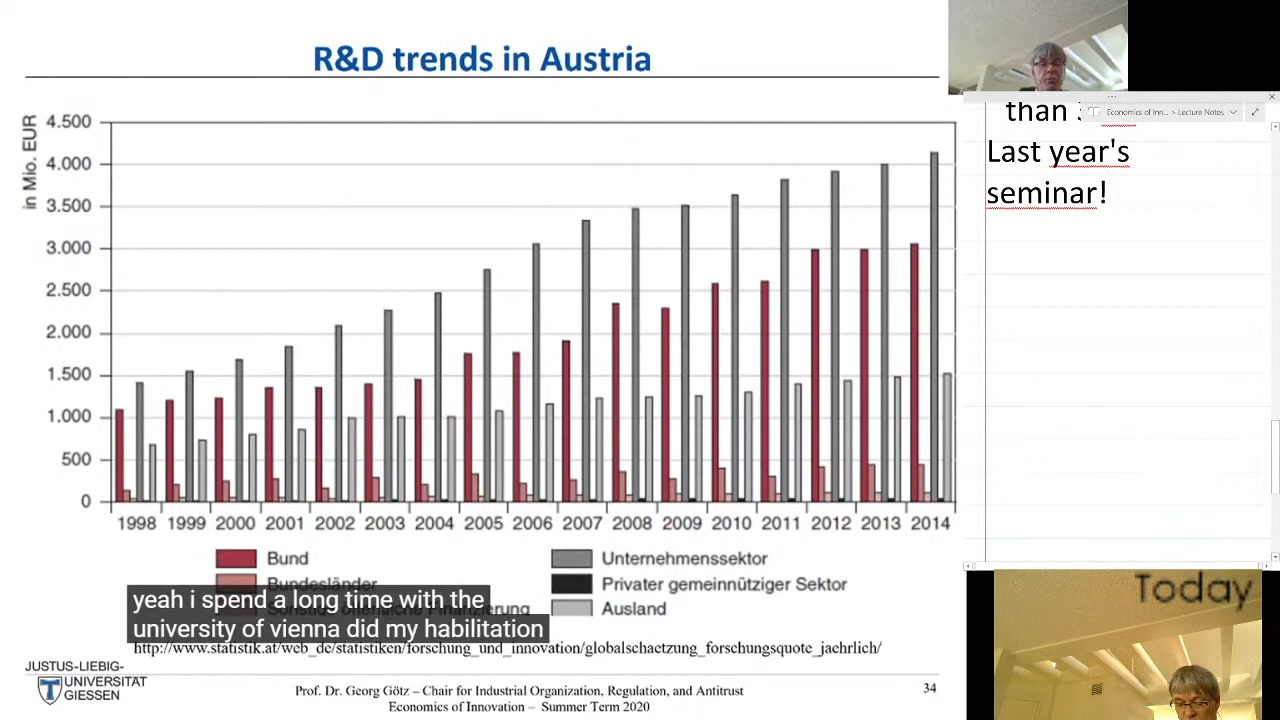 R&D trends in Austria
in Mio. EUR
4.500
4.000
3.500
3.000
2.500
2.000
1.500
1.000
500
0
1998 1999 2000 2001 2002 2003 2004 2005 2006 2007 2008 2009 2010 2011 2012 2013 2014
Bund
Bundesländer
Unternehmenssektor
Privater gemeinnütziger Sektor
Ausland
yeah i spend a long time with the
university of vienna did my habilitation
http://www.statistik.at/web_de/statistiken/forschung_und_innovation/globalschaetzung_forschungsquote_jaehrlich/
JUSTUS-LIEBIG-
UNIVERSITÄT
GIESSEN
Prof. Dr. Georg Götz – Chair for Industrial Organization, Regulation, and Antitrust
Economics of Innovation – Summer Term 2020
34
than
Economics of Inn... > Lecture Notes
Last year's
seminar!
Today